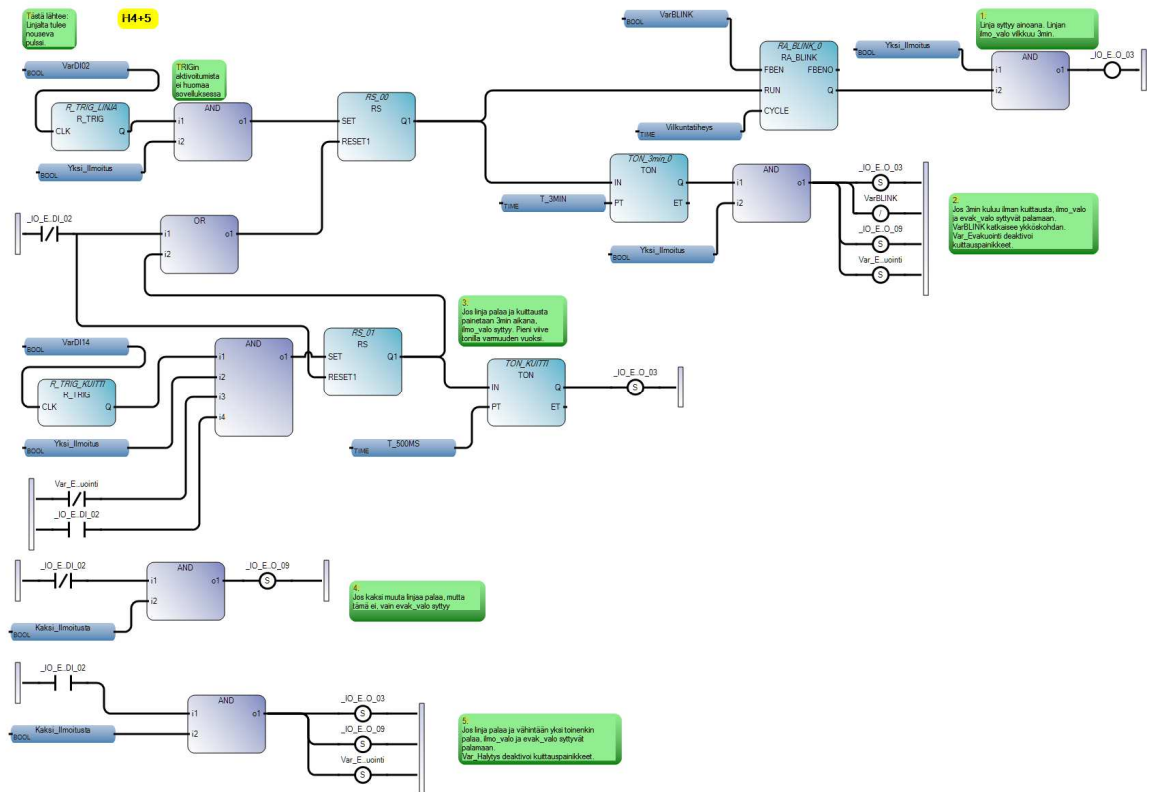 Tästä lähtee:
Linjalta tulee
nouseva
pulssi.
H4+5
VarDI02
BOOL
TRIGin
aktivoitumista
ei huomaa
sovelluksessa
R_TRIG_LINJA
R_TRIG
CLK
Q
Yksi_Ilmoitus
BOOL
AND
i1
o1
i2
RS_00
RS
SET
Q1
RESET1
VarBLINK
BOOL
RA_BLINK_0
RA_BLINK
FBEN
FBENO
RUN
Q
CYCLE
Vilkuntatiheys
TIME
Yksi_Ilmoitus
BOOL
1.
Linja syttyy ainoana. Linjan
ilmo_valo vilkkuu 3min.
AND
i1
o1
i2
_IO_E..O_03
TON_3min_0
TON
IN
Q
PT
ET
T_3MIN
TIME
Yksi_Ilmoitus
BOOL
AND
i1
o1
i2
_IO_E..O_03
S
VarBLINK
/
_IO_E..O_09
S
Var_E..uointi
S
2.
Jos 3min kuluu ilman kuittausta, ilmo_valo
ja evak_valo syttyvät palamaan.
VarBLINK katkaisee ykköskohdan.
Var_Evakuointi deaktivoi
kuittauspainikkeet.
_IO_E..DI_02
OR
i1
o1
i2
3.
Jos linja palaa ja kuittausta
painetaan 3min aikana,
ilmo_valo syttyy. Pieni viive
tonilla varmuuden vuoksi.
VarDI14
BOOL
R_TRIG_KUITTI
R_TRIG
CLK
Q
Yksi_Ilmoitus
BOOL
AND
i1
o1
i2
i3
i4
RS_01
RS
SET
Q1
RESET1
TON_KUITTI
TON
IN
Q
PT
ET
T_500MS
TIME
_IO_E..O_03
S
Var_E..uointi
_IO_E..DI_02
_IO_E..DI_02
AND
i1
o1
i2
_IO_E..O_09
S
Kaksi_Ilmoitusta
BOOL
4.
Jos kaksi muuta linjaa palaa, mutta
tämä ei, vain evak_valo syttyy
_IO_E..DI_02
AND
i1
o1
i2
Kaksi_Ilmoitusta
BOOL
_IO_E..O_03
S
_IO_E..O_09
S
Var_E..uointi
S
5.
Jos linja palaa ja vähintään yksi toinenkin
palaa, ilmo_valo ja evak_valo syttyvät
palamaan.
Var_Halytys deaktivoi kuittauspainikkeet.